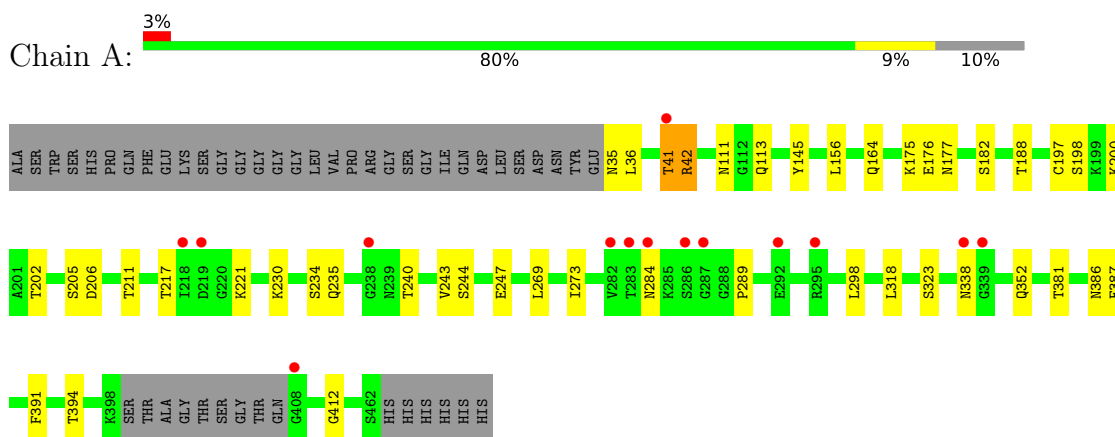 3%
Chain A:
80% 9% 10%
ALA SER TRP SER HIS PRO GLN PHE GLU LYS SER GLY GLY GLY GLY GLY LEU VAL PRO ARG GLY SER GLY ILE GLN ASP LEU SER ASP ASN TYR GLU N35 L36 T41 R42 N111 G112 Q113 Y145 L156 Q164 K175 E176 N177 S182 T188 C197 S198 K199 K200
A201 T202 S205 D206 T211 T217 I218 D219 G220 K221 K230 S234 Q235 G238 N239 T240 V243 S244 E247 L269 I273 V282 T283 N284 K285 S286 G287 G288 P289 E292 R295 L298 L318 S323 N338 G339 Q352 T381 N386 E387
F391 T394 K398 SER THR ALA GLY THR SER GLY THR GLN G408 G412 S462 HIS HIS HIS HIS HIS HIS